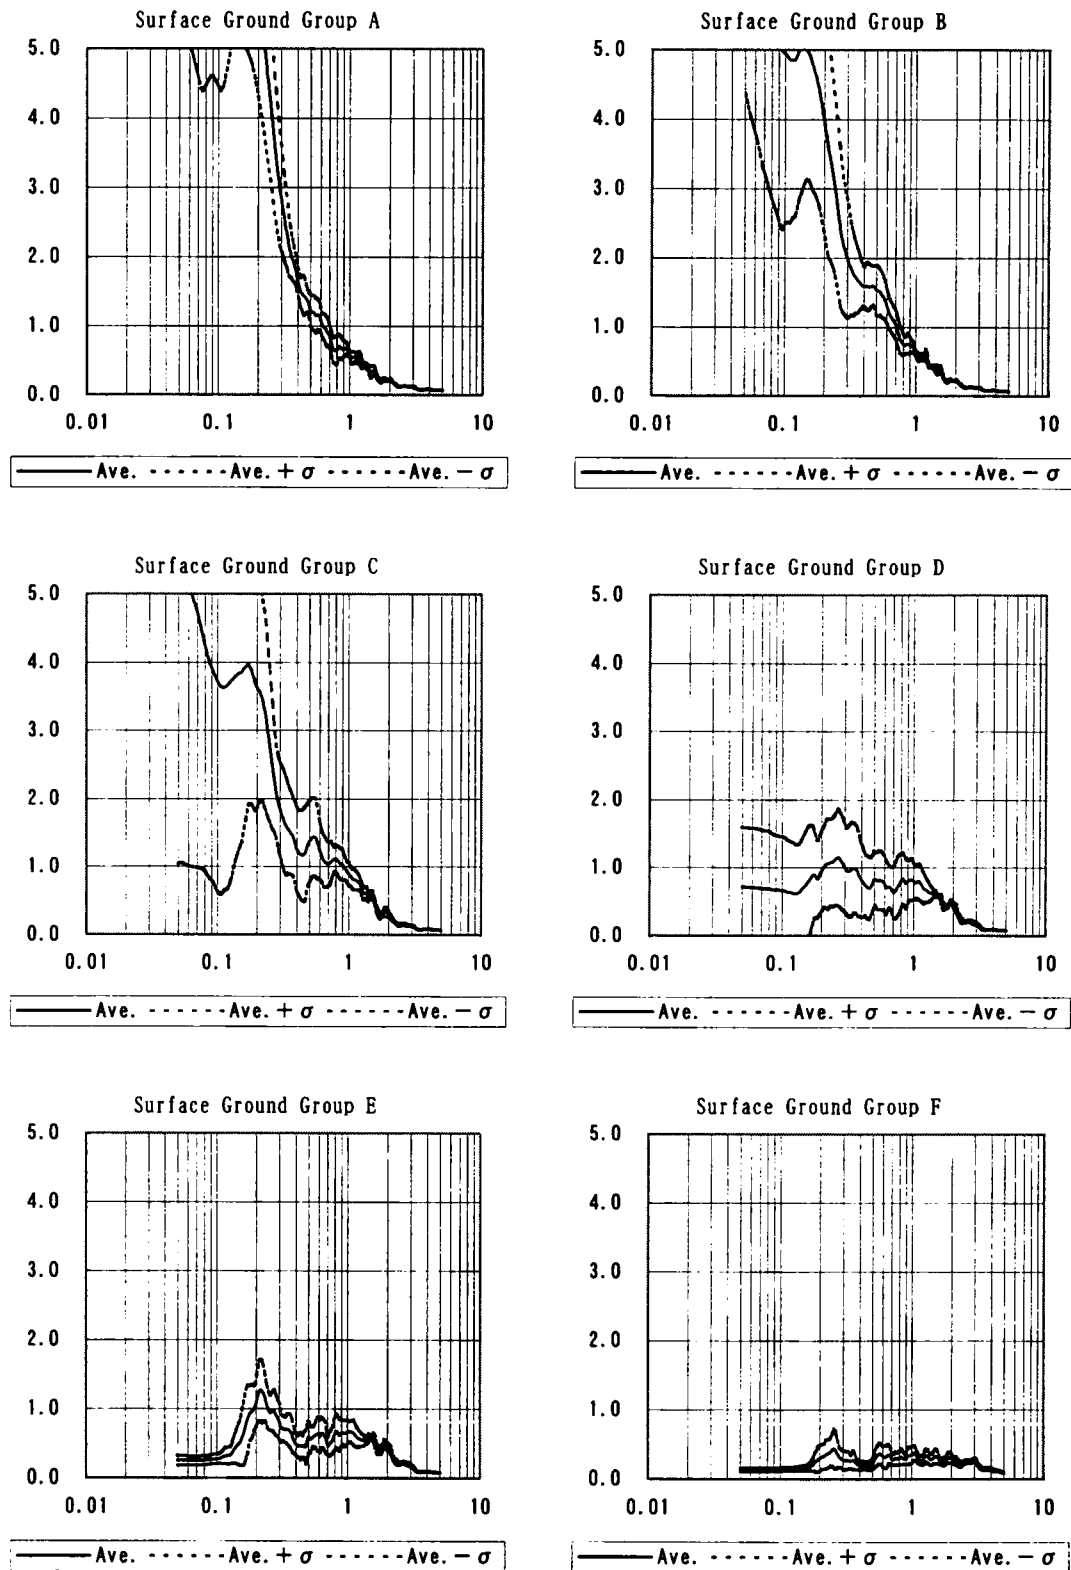 Surface Ground Group A
5.0
4.0
3.0
2.0
1.0
0.0
0.01 0.1 1 10
Ave. Ave.+σ Ave.-σ
Surface Ground Group B
5.0
4.0
3.0
2.0
1.0
0.0
0.01 0.1 1 10
Ave. Ave.+σ Ave.-σ
Surface Ground Group C
5.0
4.0
3.0
2.0
1.0
0.0
0.01 0.1 1 10
Ave. Ave.+σ Ave.-σ
Surface Ground Group D
5.0
4.0
3.0
2.0
1.0
0.0
0.01 0.1 1 10
Ave. Ave.+σ Ave.-σ
Surface Ground Group E
5.0
4.0
3.0
2.0
1.0
0.0
0.01 0.1 1 10
Ave. Ave.+σ Ave.-σ
Surface Ground Group F
5.0
4.0
3.0
2.0
1.0
0.0
0.01 0.1 1 10
Ave. Ave.+σ Ave.-σ